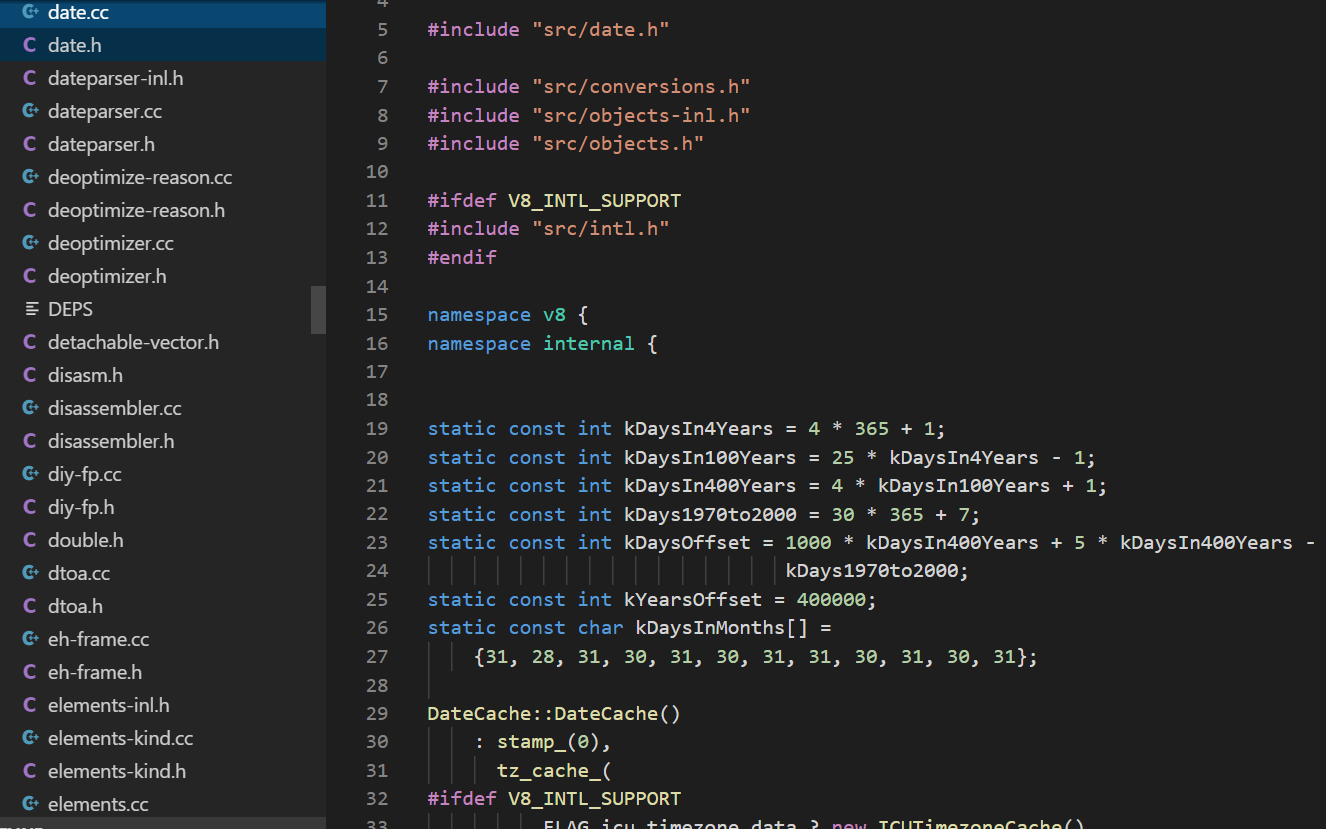 date.cc
date.h
dateparser-inl.h
dateparser.cc
dateparser.h
deoptimize-reason.cc
deoptimize-reason.h
deoptimizer.cc
deoptimizer.h
DEPS
detachable-vector.h
disasm.h
disassembler.cc
disassembler.h
diy-fp.cc
diy-fp.h
double.h
dtoa.cc
dtoa.h
eh-frame.cc
eh-frame.h
elements-inl.h
elements-kind.cc
elements-kind.h
elements.cc
4
5 #include "src/date.h"
6
7 #include "src/conversions.h"
8 #include "src/objects-inl.h"
9 #include "src/objects.h"
10
11 #ifdef V8_INTL_SUPPORT
12 #include "src/intl.h"
13 #endif
14
15 namespace v8 {
16 namespace internal {
17
18
19 static const int kDaysIn4Years = 4 * 365 + 1;
20 static const int kDaysIn100Years = 25 * kDaysIn4Years - 1;
21 static const int kDaysIn400Years = 4 * kDaysIn100Years + 1;
22 static const int kDays1970to2000 = 30 * 365 + 7;
23 static const int kDaysOffset = 1000 * kDaysIn400Years + 5 * kDaysIn400Years -
24 kDays1970to2000;
25 static const int kYearsOffset = 400000;
26 static const char kDaysInMonths[] =
27 {31, 28, 31, 30, 31, 30, 31, 31, 30, 31, 30, 31};
28
29 DateCache::DateCache()
30 : stamp_(0),
31 tz_cache_(
32 #ifdef V8_INTL_SUPPORT
33 FLAG_icu_timezone_data ? new ICUTimezoneCache()